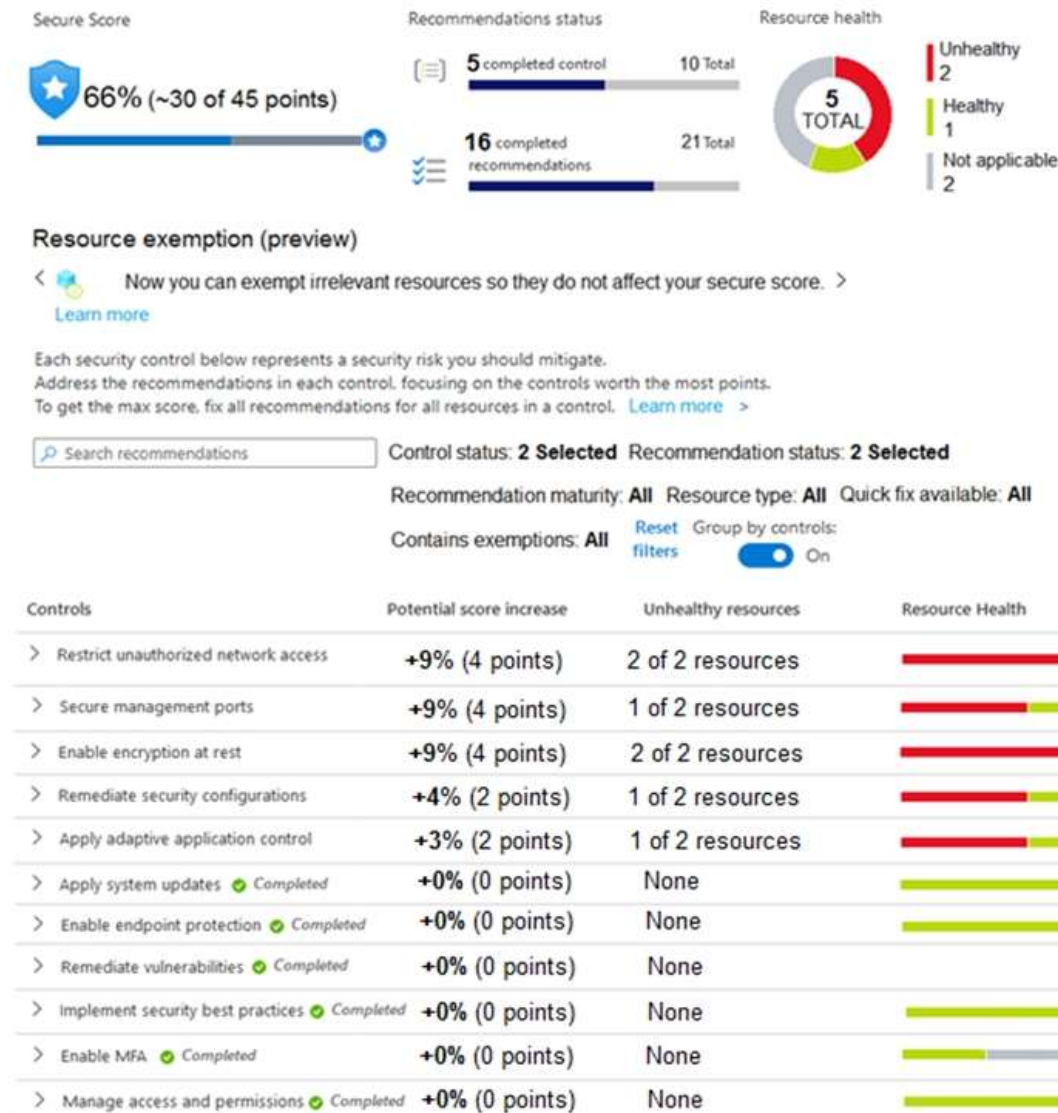 Secure Score
Recommendations status
Resource health
66% (~30 of 45 points)
5 completed control 10 Total
16 completed 21 Total
recommendations
5
TOTAL
Unhealthy
2
Healthy
1
Not applicable
2
Resource exemption (preview)
< Now you can exempt irrelevant resources so they do not affect your secure score. >
Learn more
Each security control below represents a security risk you should mitigate.
Address the recommendations in each control, focusing on the controls worth the most points.
To get the max score, fix all recommendations for all resources in a control. Learn more >
Search recommendations
Control status: 2 Selected Recommendation status: 2 Selected
Recommendation maturity: All Resource type: All Quick fix available: All
Contains exemptions: All Reset filters Group by controls: On
Controls Potential score increase Unhealthy resources Resource Health
> Restrict unauthorized network access +9% (4 points) 2 of 2 resources
> Secure management ports +9% (4 points) 1 of 2 resources
> Enable encryption at rest +9% (4 points) 2 of 2 resources
> Remediate security configurations +4% (2 points) 1 of 2 resources
> Apply adaptive application control +3% (2 points) 1 of 2 resources
> Apply system updates Completed +0% (0 points) None
> Enable endpoint protection Completed +0% (0 points) None
> Remediate vulnerabilities Completed +0% (0 points) None
> Implement security best practices Completed +0% (0 points) None
> Enable MFA Completed +0% (0 points) None
> Manage access and permissions Completed +0% (0 points) None